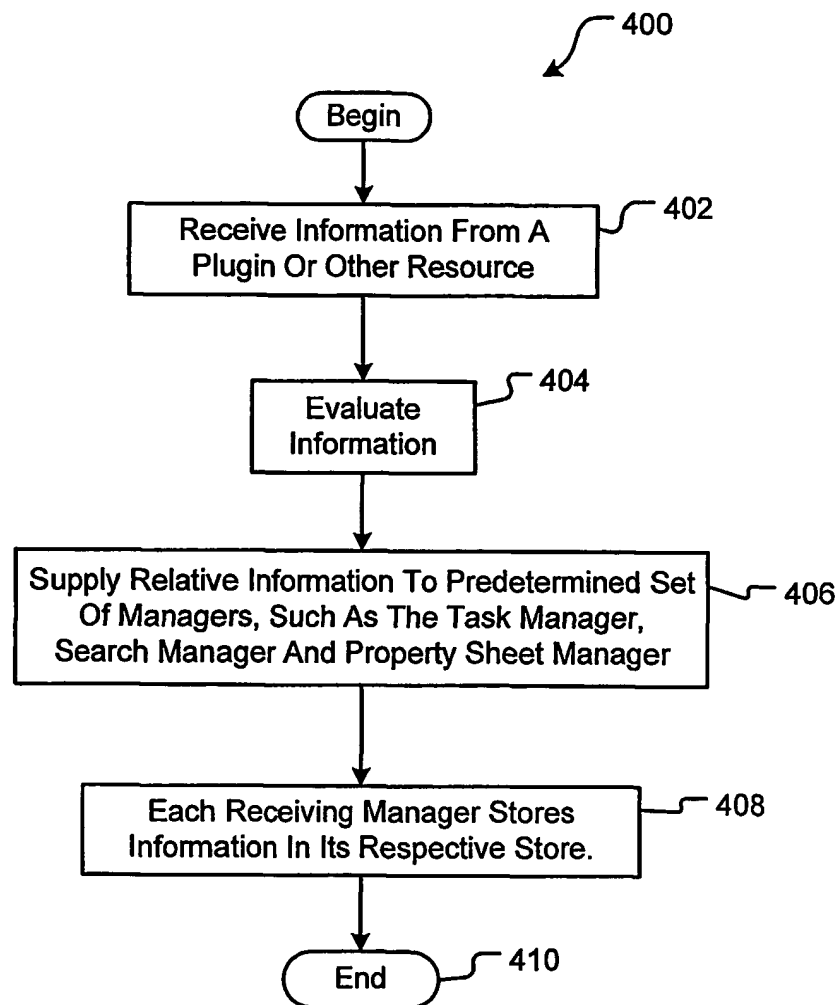 400
Begin
402
Receive Information From A
Plugin Or Other Resource
404
Evaluate
Information
Supply Relative Information To Predetermined Set
Of Managers, Such As The Task Manager,
Search Manager And Property Sheet Manager
406
Each Receiving Manager Stores
Information In Its Respective Store.
408
End
410